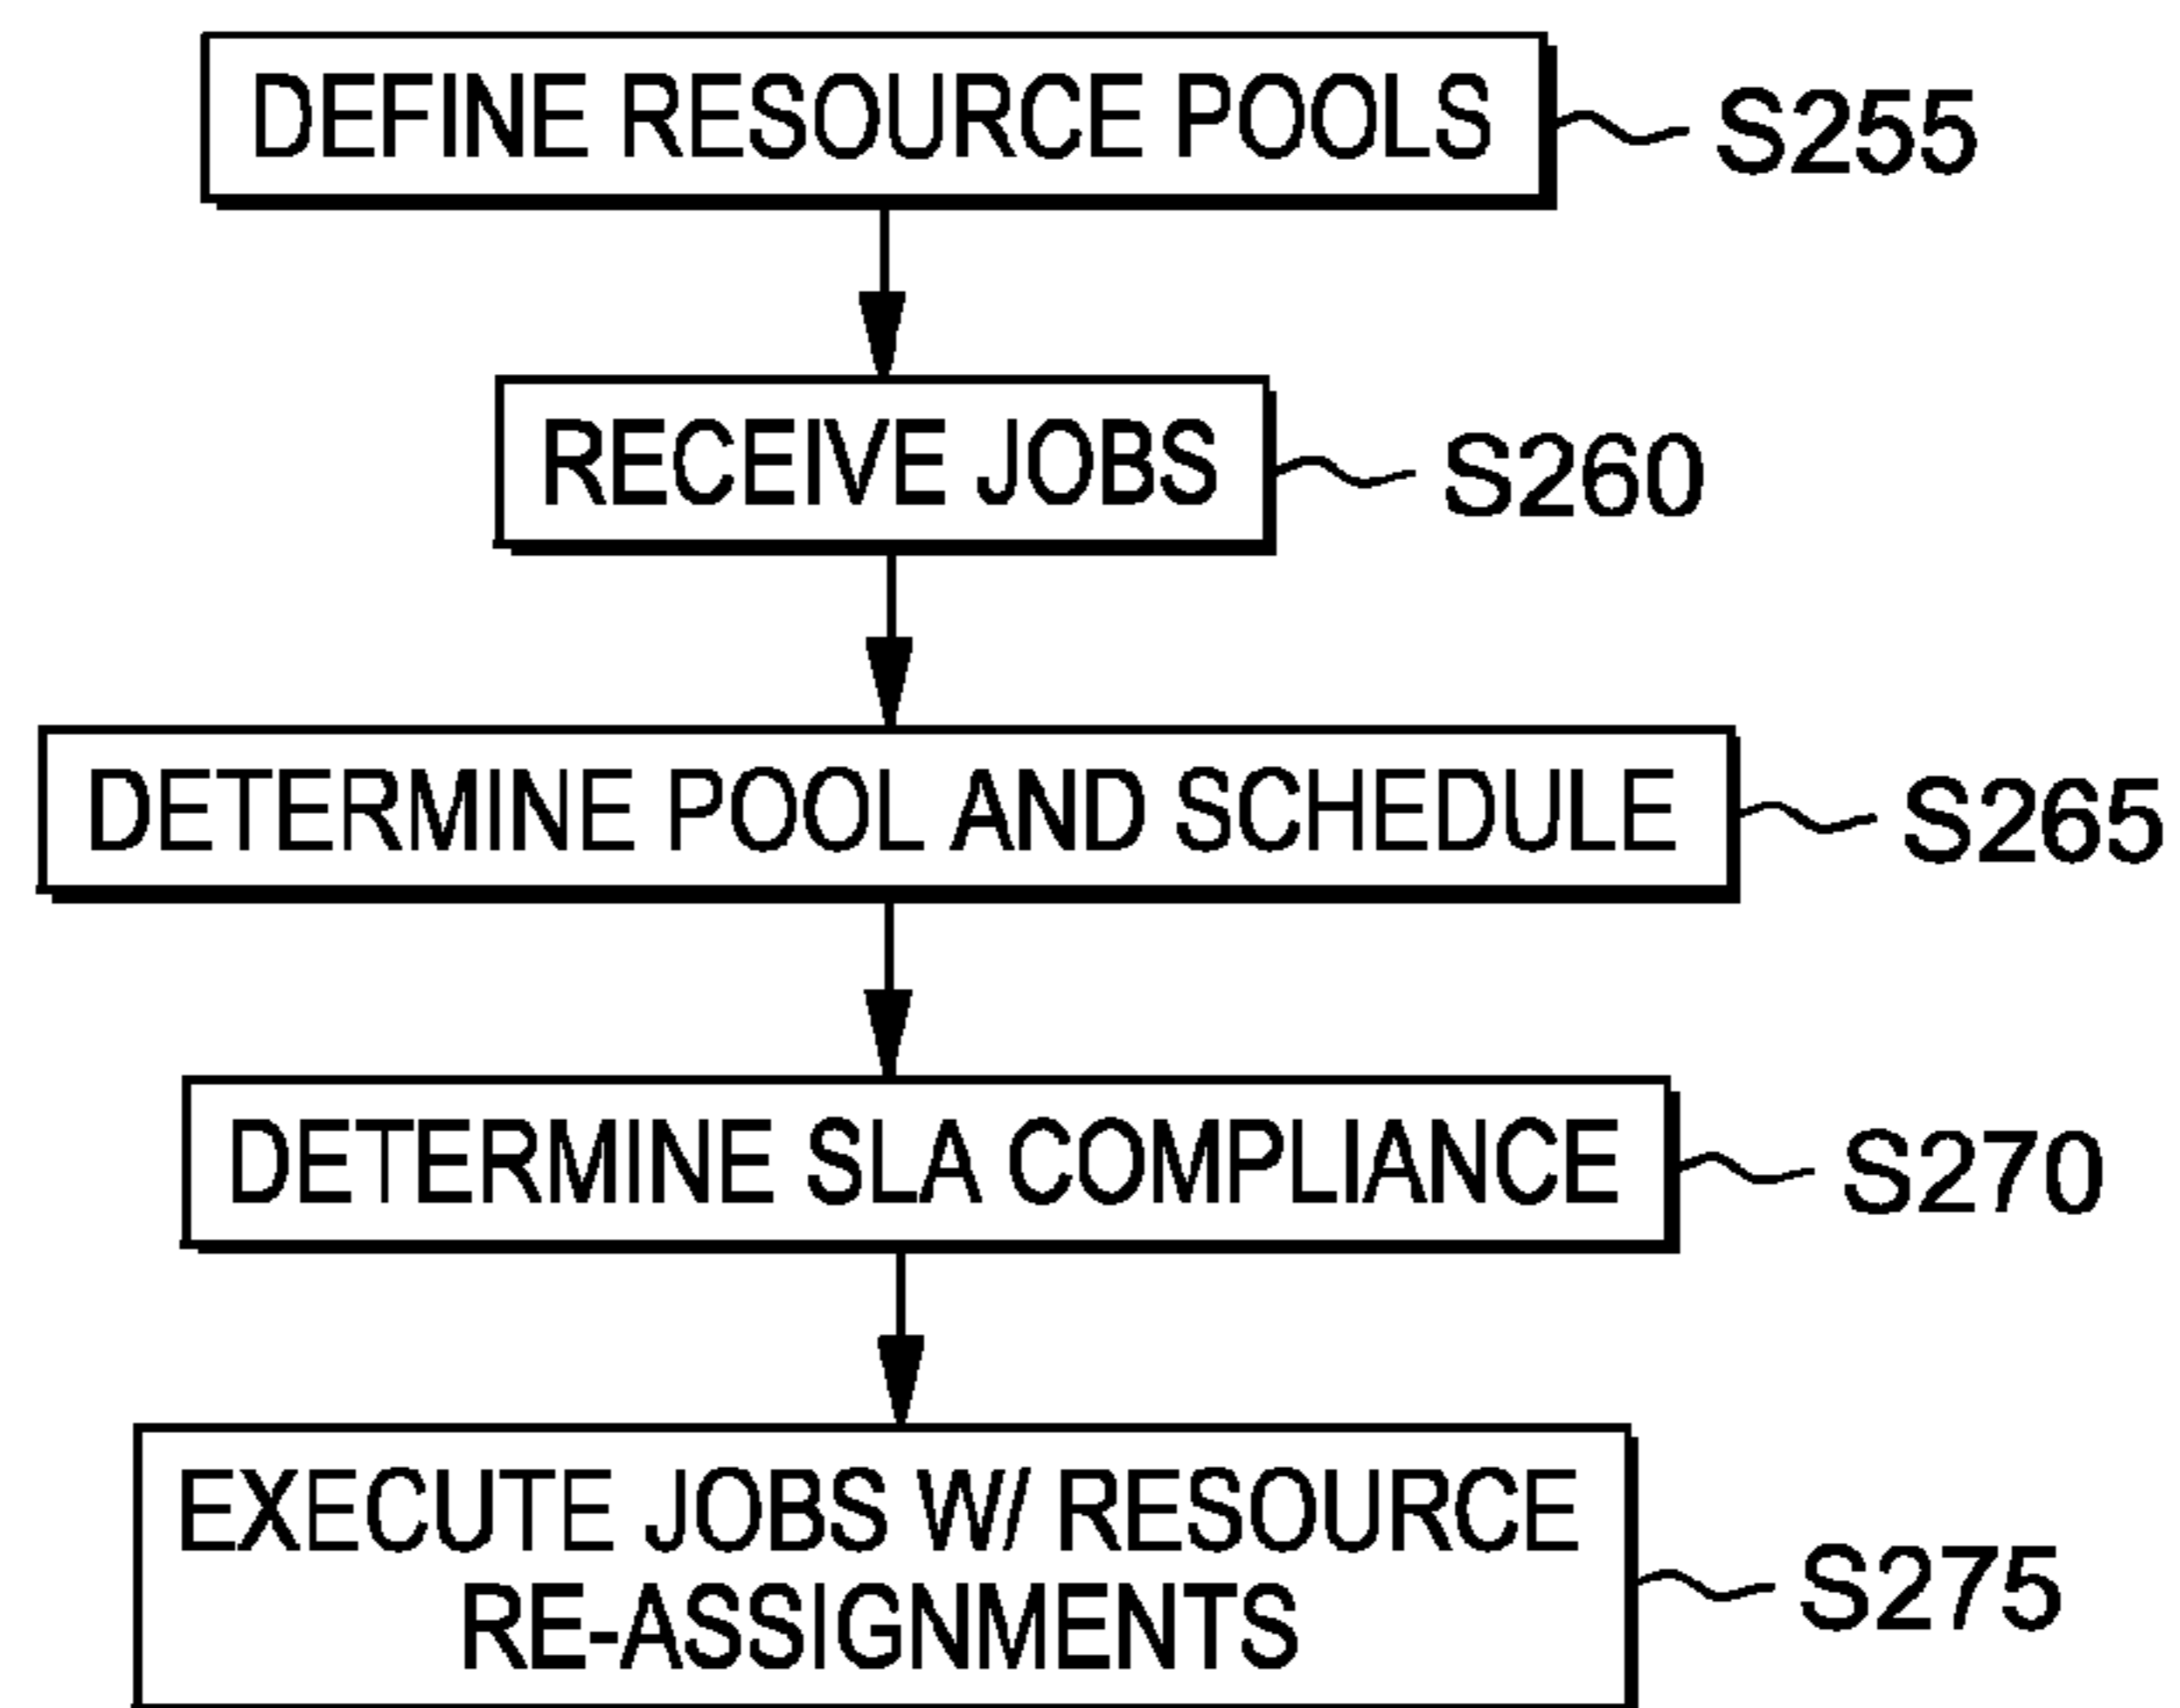 DEFINE RESOURCE POOLS
S255
RECEIVE JOBS
S260
DETERMINE POOL AND SCHEDULE
S265
DETERMINE SLA COMPLIANCE
S270
EXECUTE JOBS W/ RESOURCE
RE-ASSIGNMENTS
S275